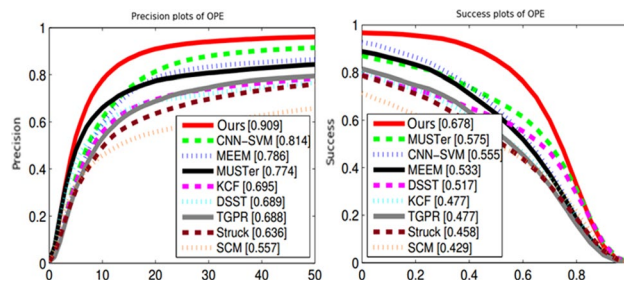 Precision plots of OPE
1
0.8
0.6
0.4
0.2
0
0 10 20 30 40 50
Precision
Ours [0.909]
CNN-SVM [0.814]
MEEM [0.786]
MUSTer [0.774]
KCF [0.695]
DSST [0.689]
TGPR [0.688]
Struck [0.636]
SCM [0.557]
Success plots of OPE
1
0.8
0.6
0.4
0.2
0
0 0.2 0.4 0.6 0.8
Success
Ours [0.678]
MUSTer [0.575]
CNN-SVM [0.555]
MEEM [0.533]
DSST [0.517]
KCF [0.477]
TGPR [0.477]
Struck [0.458]
SCM [0.429]